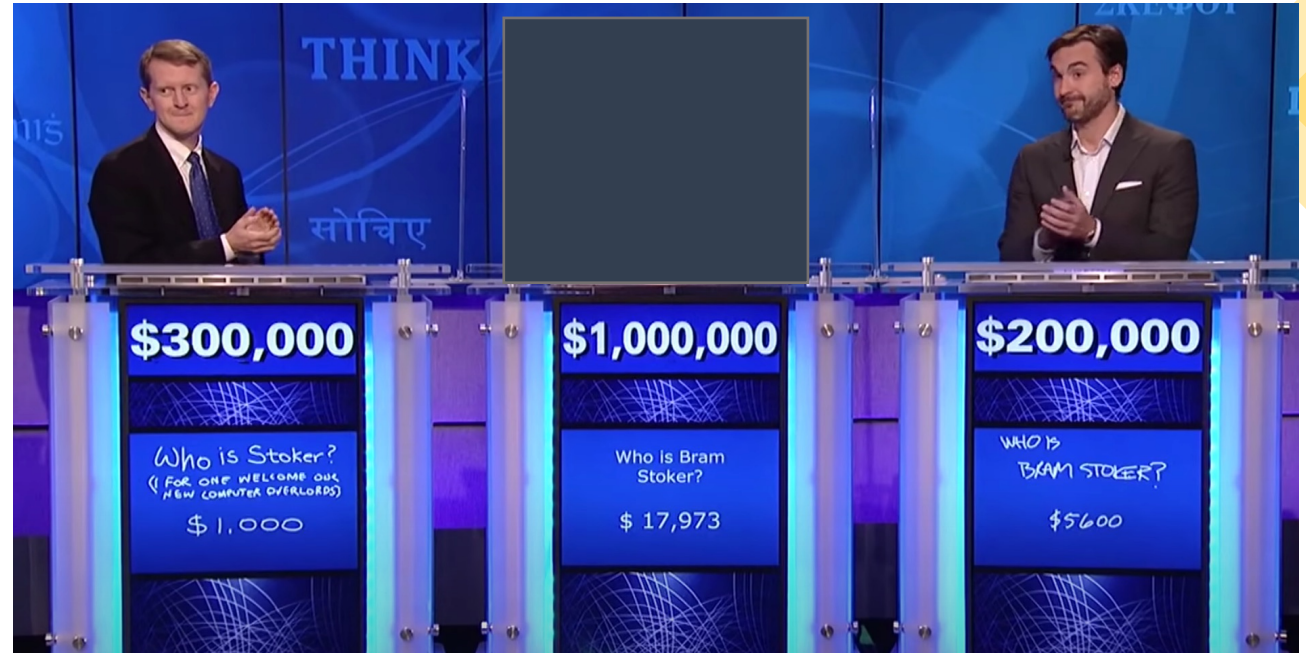 THINK
सोचिए
$300,000
Who is Stoker?
(I FOR ONE WELCOME OUR
NEW COMPUTER OVERLORDS)
$1,000
$1,000,000
Who is Bram
Stoker?
$ 17,973
$200,000
WHO IS
BRAM STOKER?
$5600